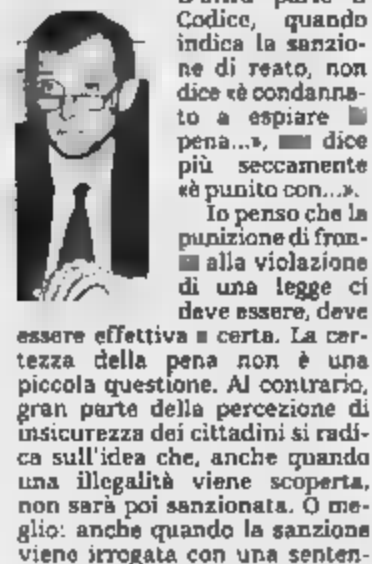 D'altra parte il
Codice, quando
indica la sanzio-
ne di reato, non
dice «è condanna-
to a espiare
pena...», dice
più seccamente
«è punito con...».
Io penso che la
punizione di fron-
alla violazione
di una legge ci
deve essere, deve
essere effettiva e certa. La cer-
tezza della pena non è una
piccola questione. Al contrario,
gran parte della percezione di
insicurezza dei cittadini si radi-
ca sull'idea che, anche quando
una illegalità viene scoperta,
non sarà poi sanzionata. O me-
glio: anche quando la sanzione
viene irrogata con una senten-